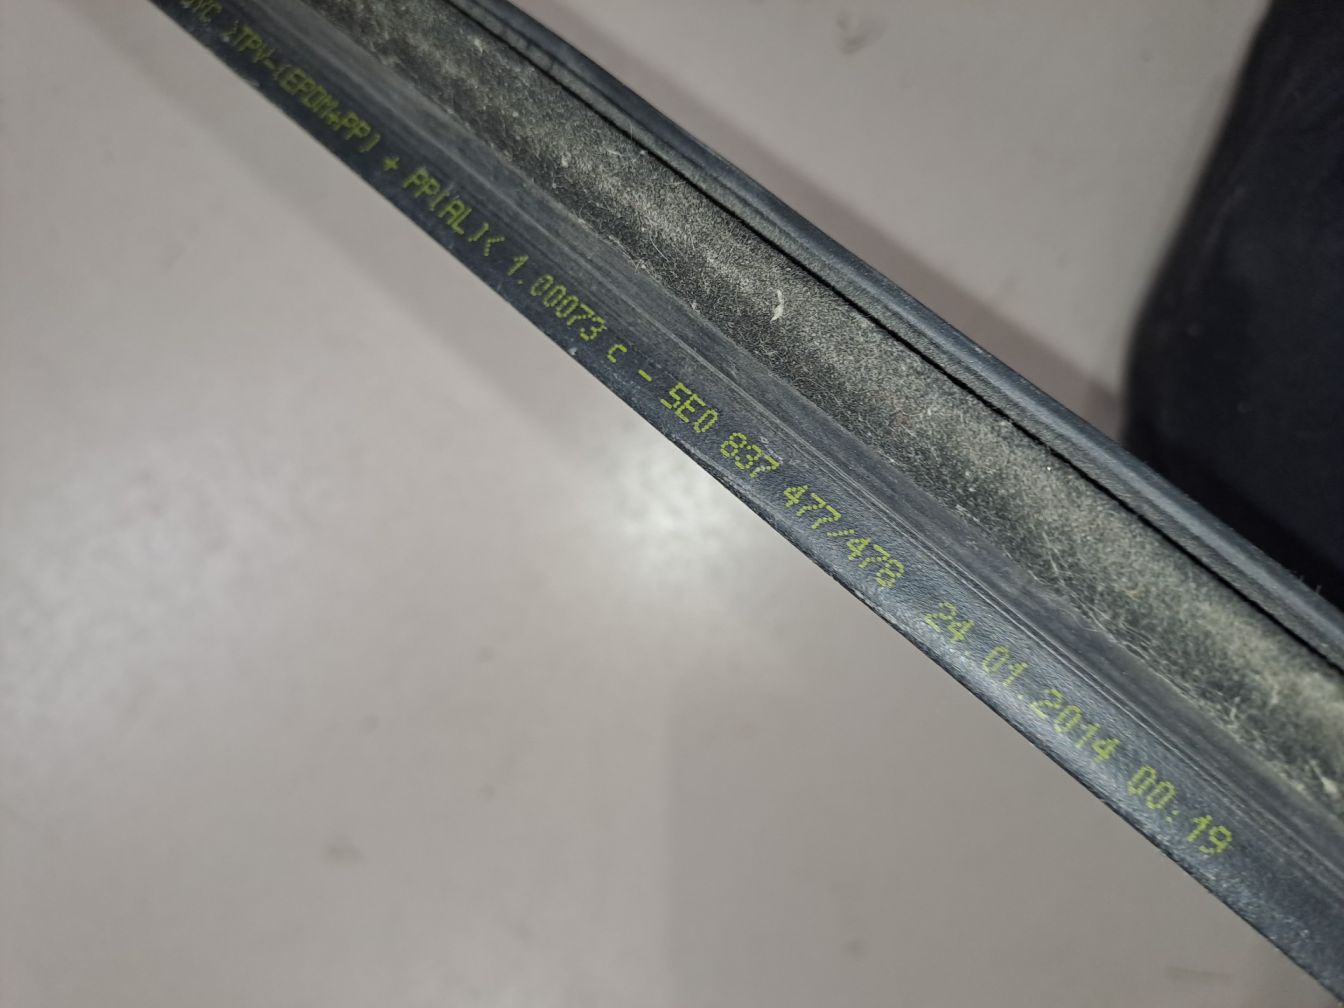 >TPV-(EPDM+PP) + PP(AL)< 1.00073 c - 5E0 837 477/478 24.01.2014 00:19